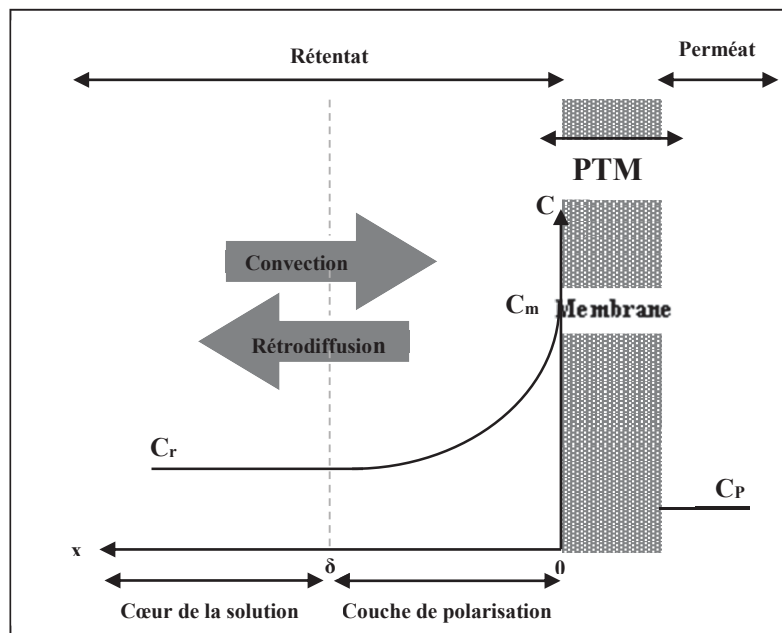 Rétentat
Perméat
PTM
C
Convection
Cm
Membrane
Rétrodiffusion
Cr
CP
x
δ
0
Cœur de la solution
Couche de polarisation